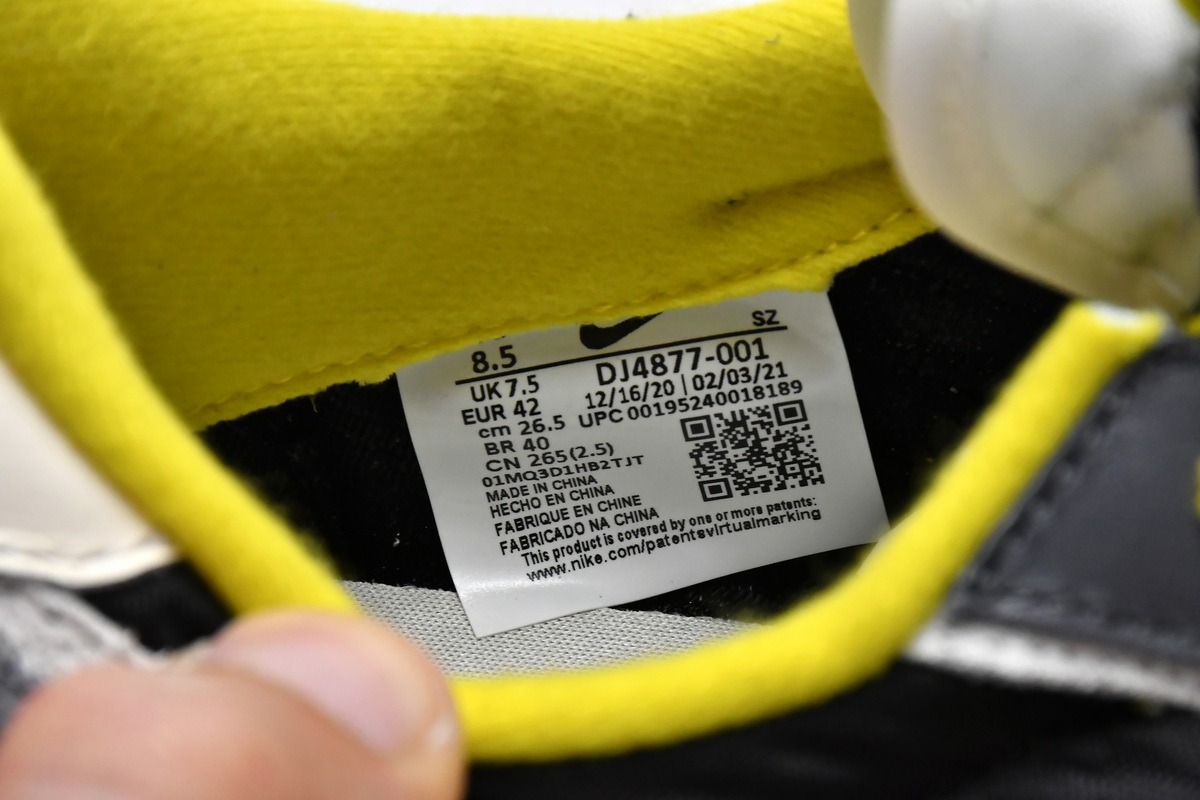 8.5 SZ
UK 7.5 DJ4877-001
EUR 42 12/16/20 | 02/03/21
cm 26.5 UPC 00195240018189
BR 40
CN 265(2.5)
01MQ3D1HB2TJT
MADE IN CHINA
HECHO EN CHINA
FABRIQUE EN CHINE
FABRICADO NA CHINA
This product is covered by one or more patents:
www.nike.com/patentsvirtualmarking